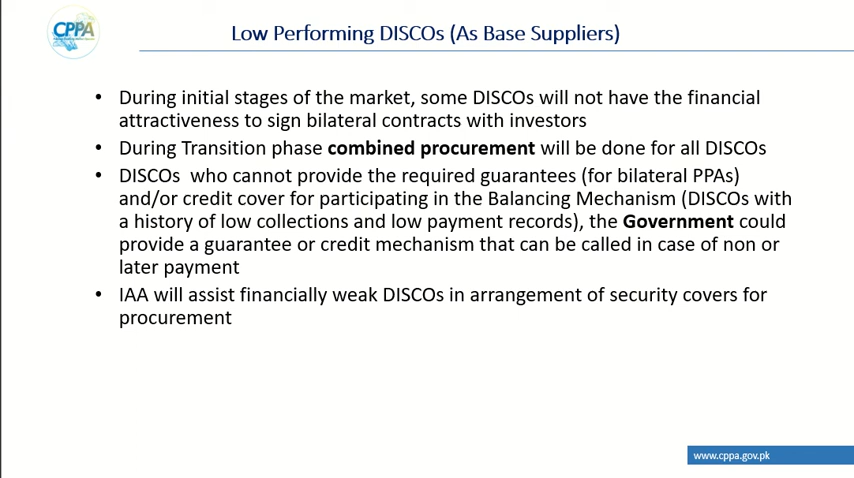 CPPA
Low Performing DISCOs (As Base Suppliers)
• During initial stages of the market, some DISCOs will not have the financial
attractiveness to sign bilateral contracts with investors
• During Transition phase combined procurement will be done for all DISCOs
• DISCOs who cannot provide the required guarantees (for bilateral PPAs)
and/or credit cover for participating in the Balancing Mechanism (DISCOs with
a history of low collections and low payment records), the Government could
provide a guarantee or credit mechanism that can be called in case of non or
later payment
• IAA will assist financially weak DISCOs in arrangement of security covers for
procurement
www.cppa.gov.pk